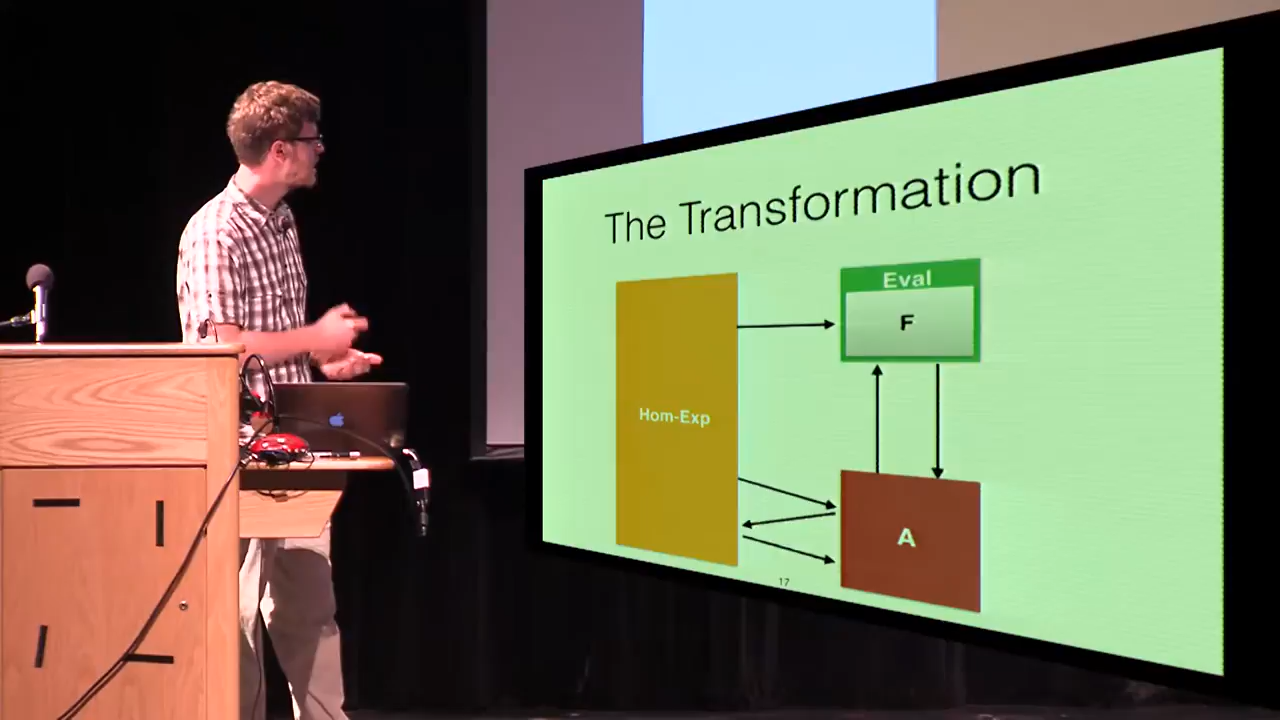 The Transformation
Eval
F
Hom-Exp
A
17